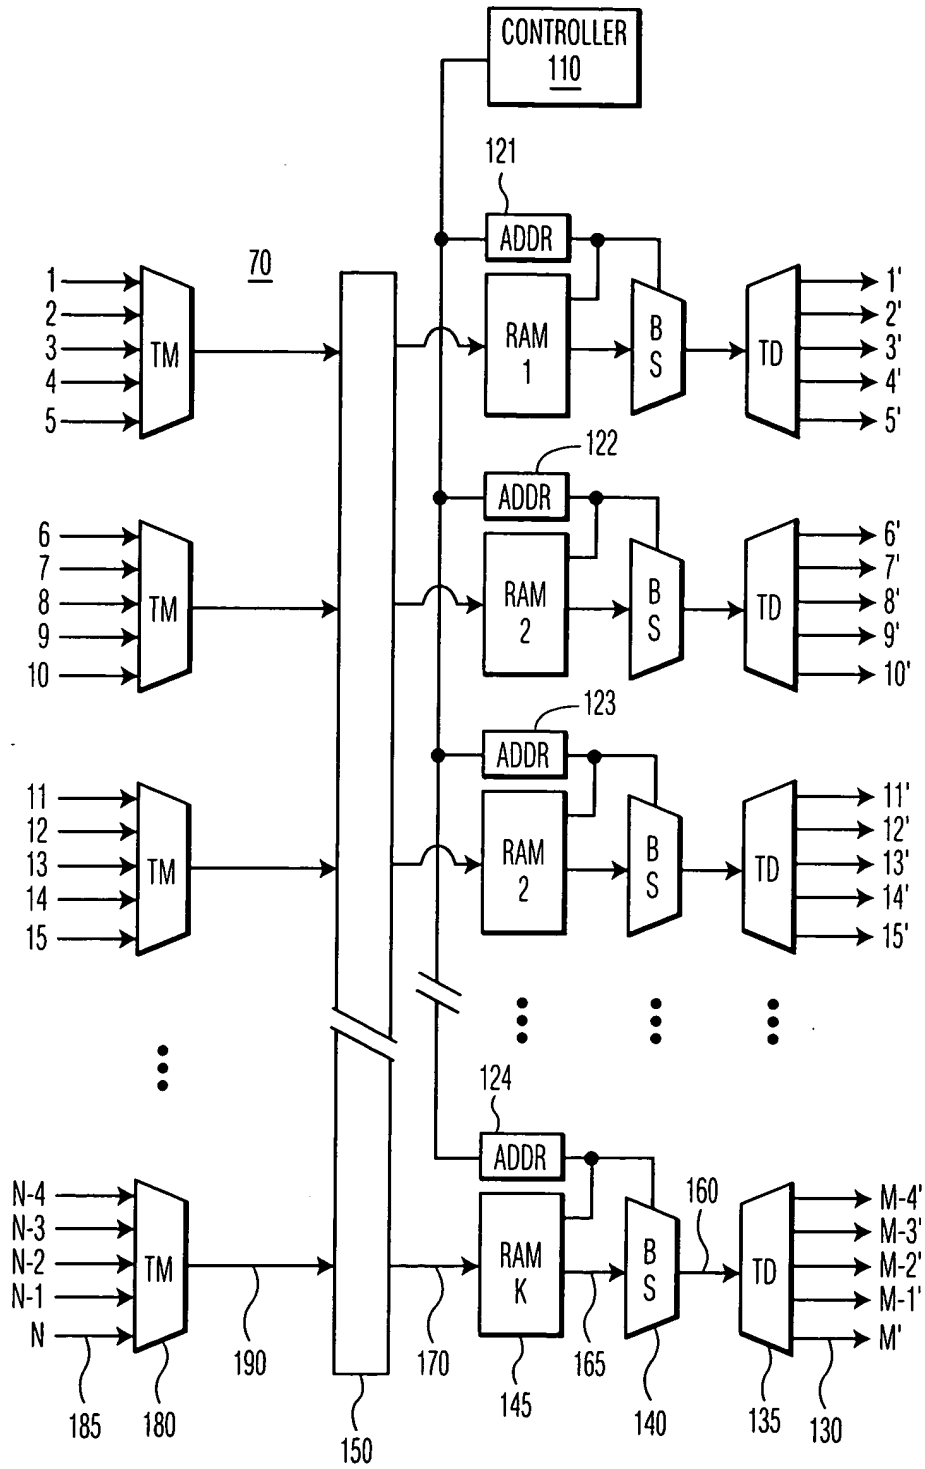 CONTROLLER
110
121
ADDR
70
1
2
3
4
5
TM
RAM
1
B
S
TD
1'
2'
3'
4'
5'
122
ADDR
6
7
8
9
10
TM
RAM
2
B
S
TD
6'
7'
8'
9'
10'
123
ADDR
11
12
13
14
15
TM
RAM
2
B
S
TD
11'
12'
13'
14'
15'
124
ADDR
N-4
N-3
N-2
N-1
N
TM
RAM
K
B
S
160
TD
M-4'
M-3'
M-2'
M-1'
M'
185
180
190
150
170
145
165
140
135
130